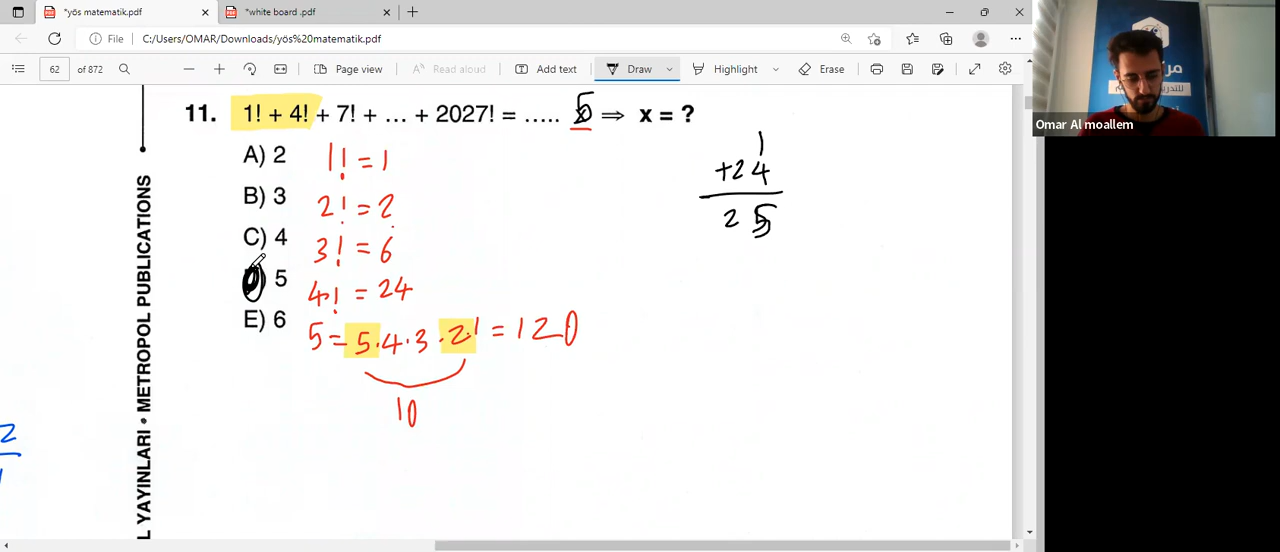 *yös matematik.pdf
*white board .pdf
File C:/Users/OMAR/Downloads/yös%20matematik.pdf
62 of 872
Page view
Read aloud
Add text
Draw
Highlight
Erase
Omar Al moallem
11. 1! + 4! + 7! + ... + 2027! = ..... 5 ⇒ x = ?
A) 2
B) 3
C) 4
) 5
E) 6
1! = 1
2! = 2
3! = 6
4! = 24
5 = 5·4·3·2·1 = 120
10
1
+24
25
L YAYINLARI • METROPOL PUBLICATIONS
2